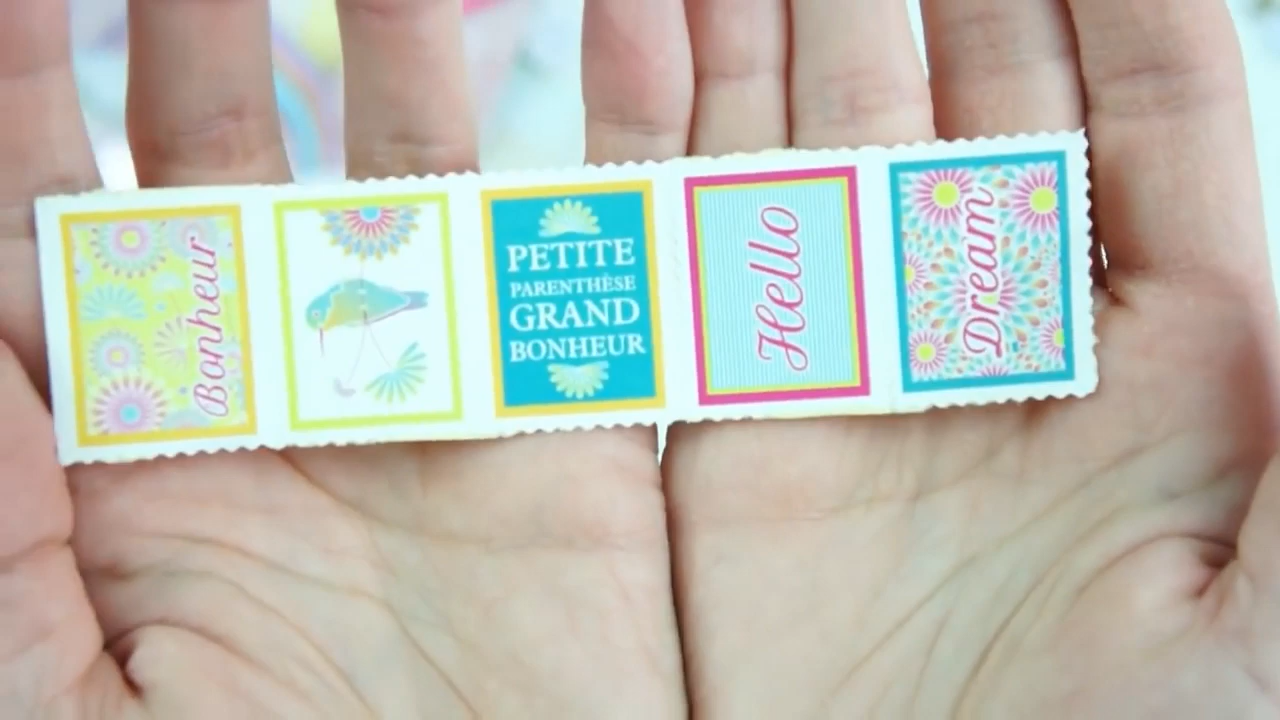 Bonheur
PETITE
PARENTHÈSE
GRAND
BONHEUR
Hello
Dream